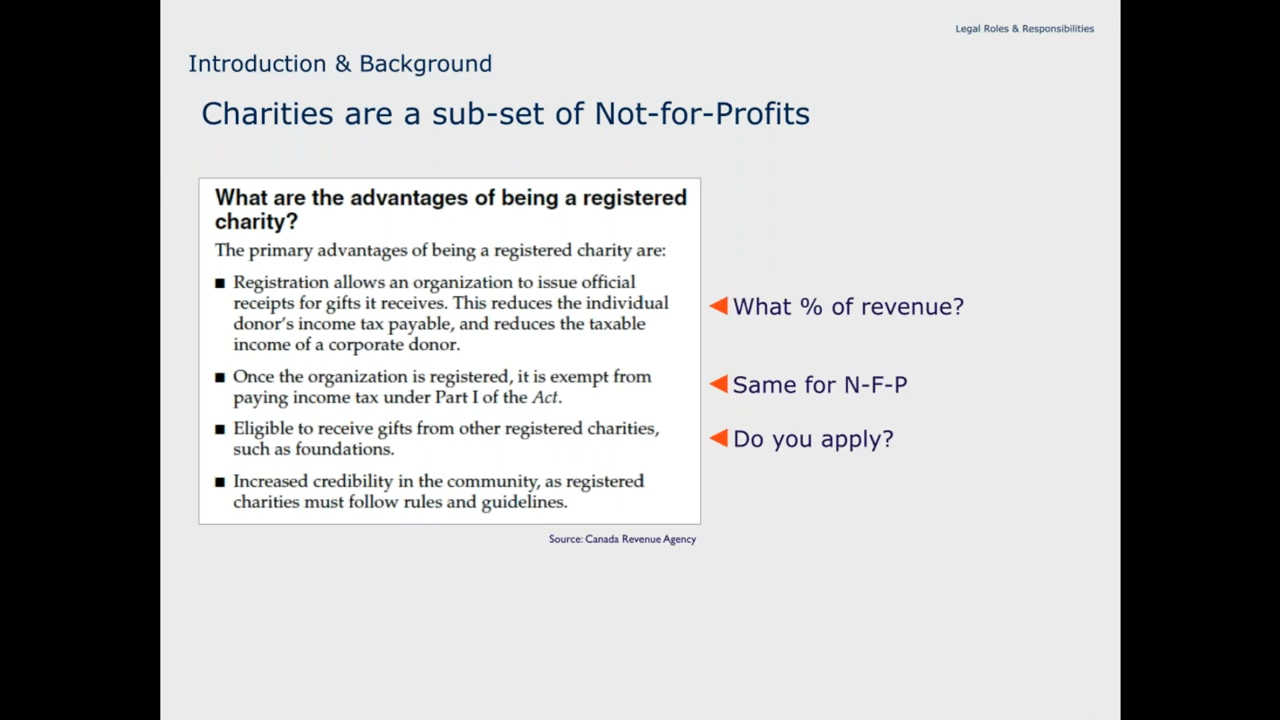 Legal Roles & Responsibilities
Introduction & Background
Charities are a sub-set of Not-for-Profits
What are the advantages of being a registered
charity?
The primary advantages of being a registered charity are:
■ Registration allows an organization to issue official
receipts for gifts it receives. This reduces the individual
donor's income tax payable, and reduces the taxable
income of a corporate donor.
■ Once the organization is registered, it is exempt from
paying income tax under Part I of the Act.
■ Eligible to receive gifts from other registered charities,
such as foundations.
■ Increased credibility in the community, as registered
charities must follow rules and guidelines.
Source: Canada Revenue Agency
What % of revenue?
Same for N-F-P
Do you apply?